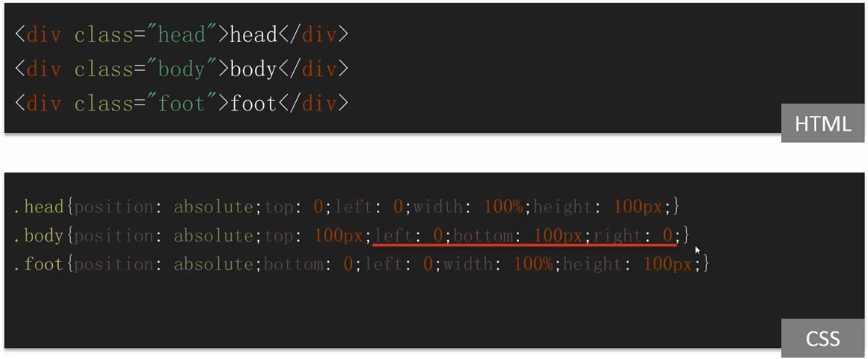 <div class="head">head</div>
<div class="body">body</div>
<div class="foot">foot</div>
HTML
.head{position: absolute;top: 0;left: 0;width: 100%;height: 100px;}
.body{position: absolute;top: 100px;left: 0;bottom: 100px;right: 0;}
.foot{position: absolute;bottom: 0;left: 0;width: 100%;height: 100px;}
CSS